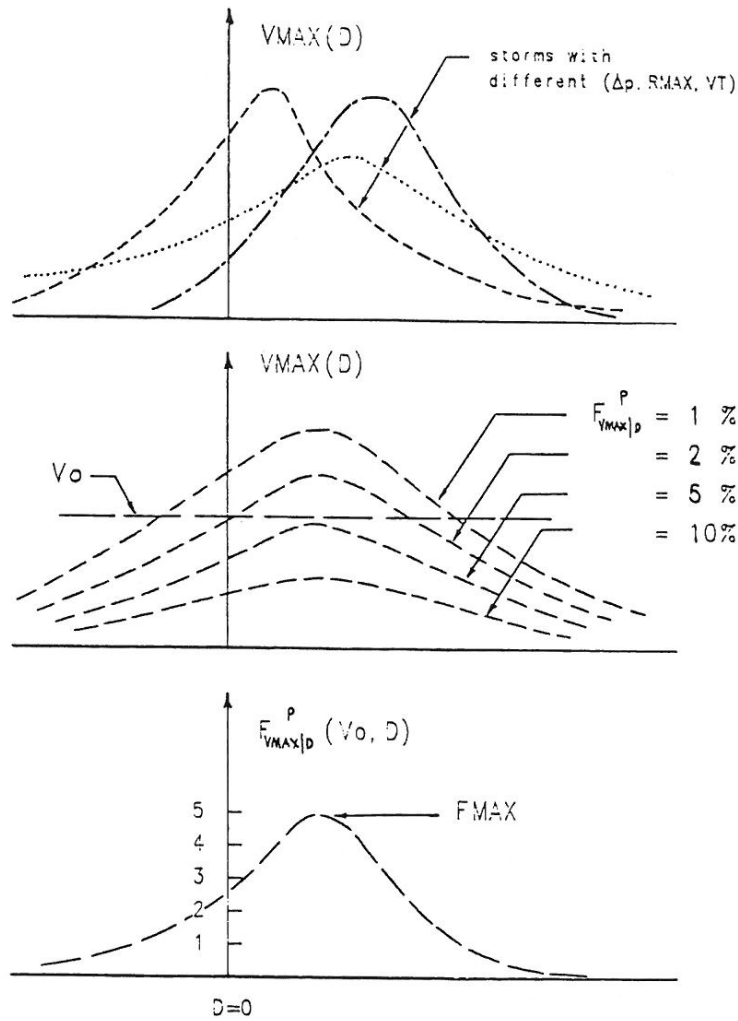 VMAX(D)
storms with
different (Δp, RMAX, VT)
VMAX(D)
Vo
F^P_VMAX|D = 1 %
= 2 %
= 5 %
= 10%
F^P_VMAX|D (Vo, D)
5
FMAX
4
3
2
1
D=0